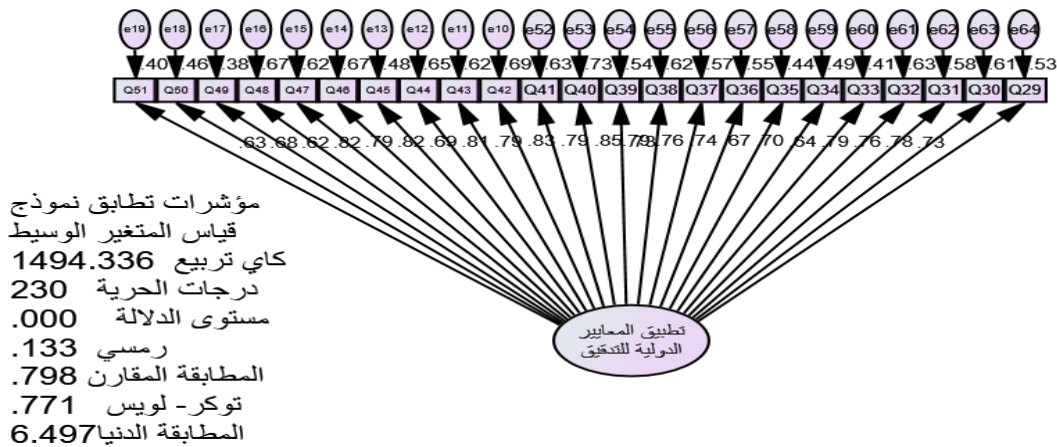 e19 e18 e17 e16 e15 e14 e13 e12 e11 e10 e52 e53 e54 e55 e56 e57 e58 e59 e60 e61 e62 e63 e64
.40 .46 .38 .67 .62 .67 .48 .65 .62 .69 .63 .73 .54 .62 .57 .55 .44 .49 .41 .63 .58 .61 .53
Q51 Q50 Q49 Q48 Q47 Q46 Q45 Q44 Q43 Q42 Q41 Q40 Q39 Q38 Q37 Q36 Q35 Q34 Q33 Q32 Q31 Q30 Q29
.63 .68 .62 .82 .79 .82 .69 .81 .79 .83 .79 .85 .79 .76 .74 .67 .70 .64 .79 .76 .78 .73
مؤشرات تطابق نموذج
قياس المتغير الوسيط
كاي تربيع 1494.336
درجات الحرية 230
مستوى الدلالة .000
رمسي .133
المطابقة المقارن .798
توكر- لويس .771
المطابقة الدنيا6.497
تطبيق المعايير
الدولية للتدقيق